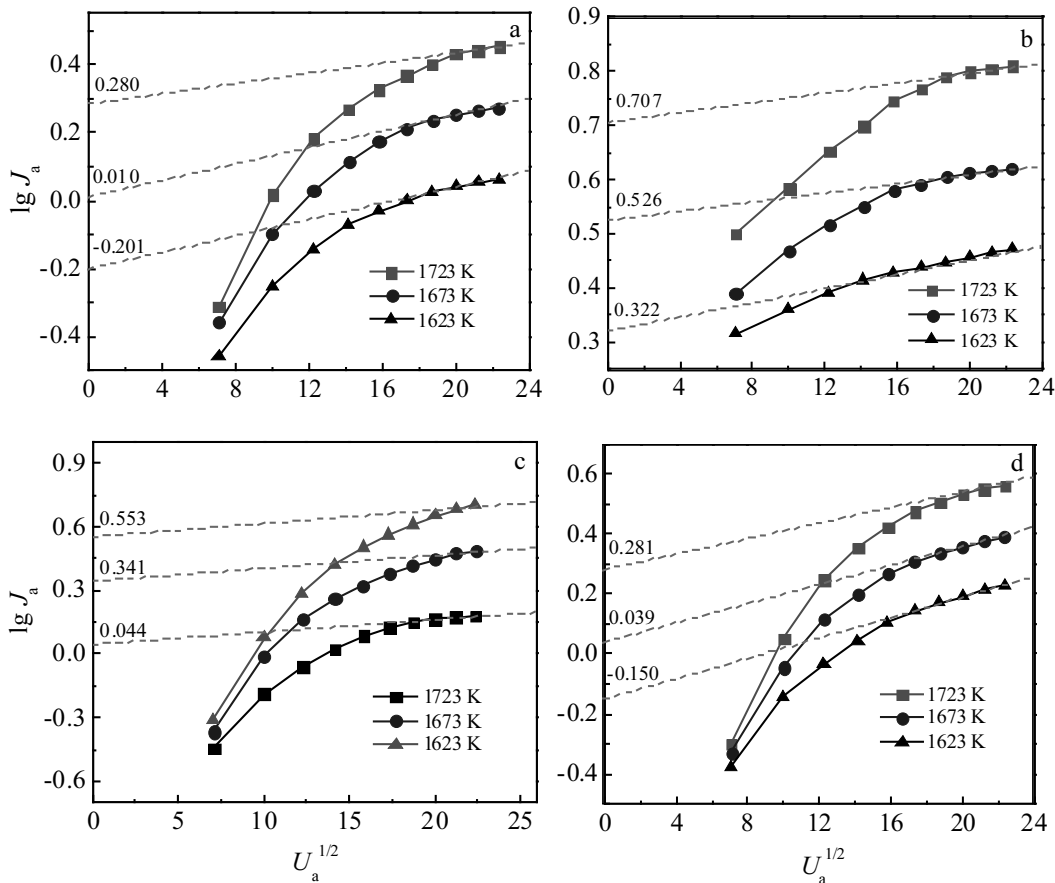 a
lg Jₐ
0.4
0.2
0.0
-0.2
-0.4
0.280
0.010
-0.201
1723 K
1673 K
1623 K
0 4 8 12 16 20 24
b
0.9
0.8
0.7
0.6
0.5
0.4
0.3
0.707
0.526
0.322
1723 K
1673 K
1623 K
0 4 8 12 16 20 24
c
lg Jₐ
0.9
0.6
0.3
0.0
-0.3
-0.6
0.553
0.341
0.044
1723 K
1673 K
1623 K
0 5 10 15 20 25
Uₐ^1/2
d
0.6
0.4
0.2
0.0
-0.2
-0.4
0.281
0.039
-0.150
1723 K
1673 K
1623 K
0 4 8 12 16 20 24
Uₐ^1/2